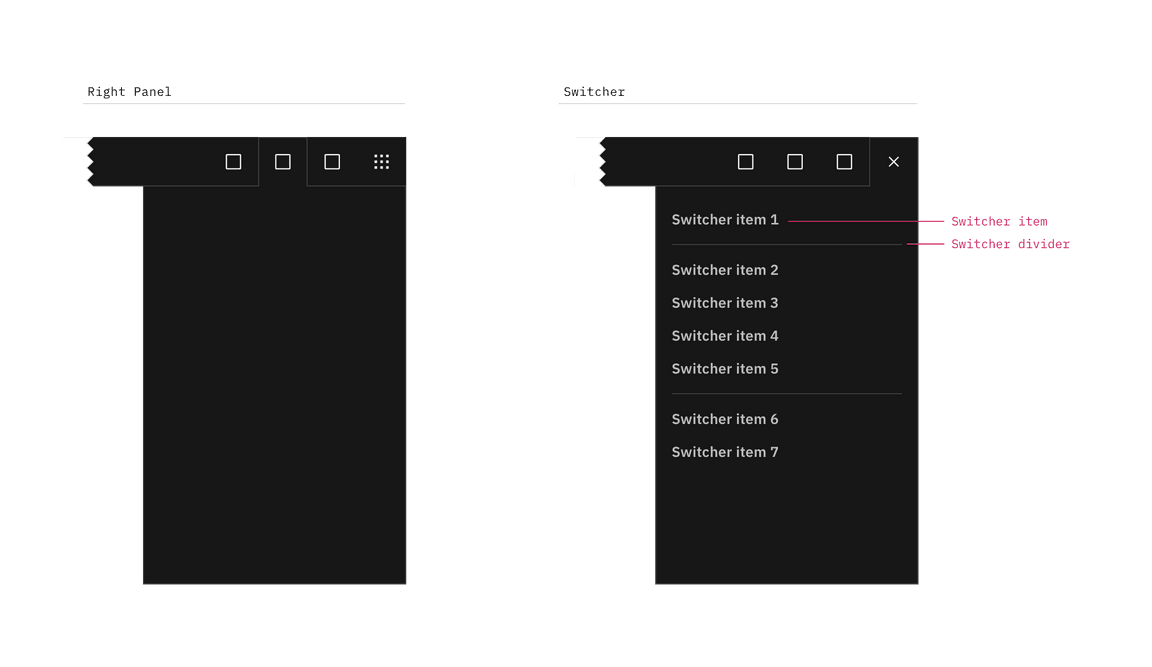 Right Panel
Switcher
Switcher item 1
Switcher item
Switcher divider
Switcher item 2
Switcher item 3
Switcher item 4
Switcher item 5
Switcher item 6
Switcher item 7